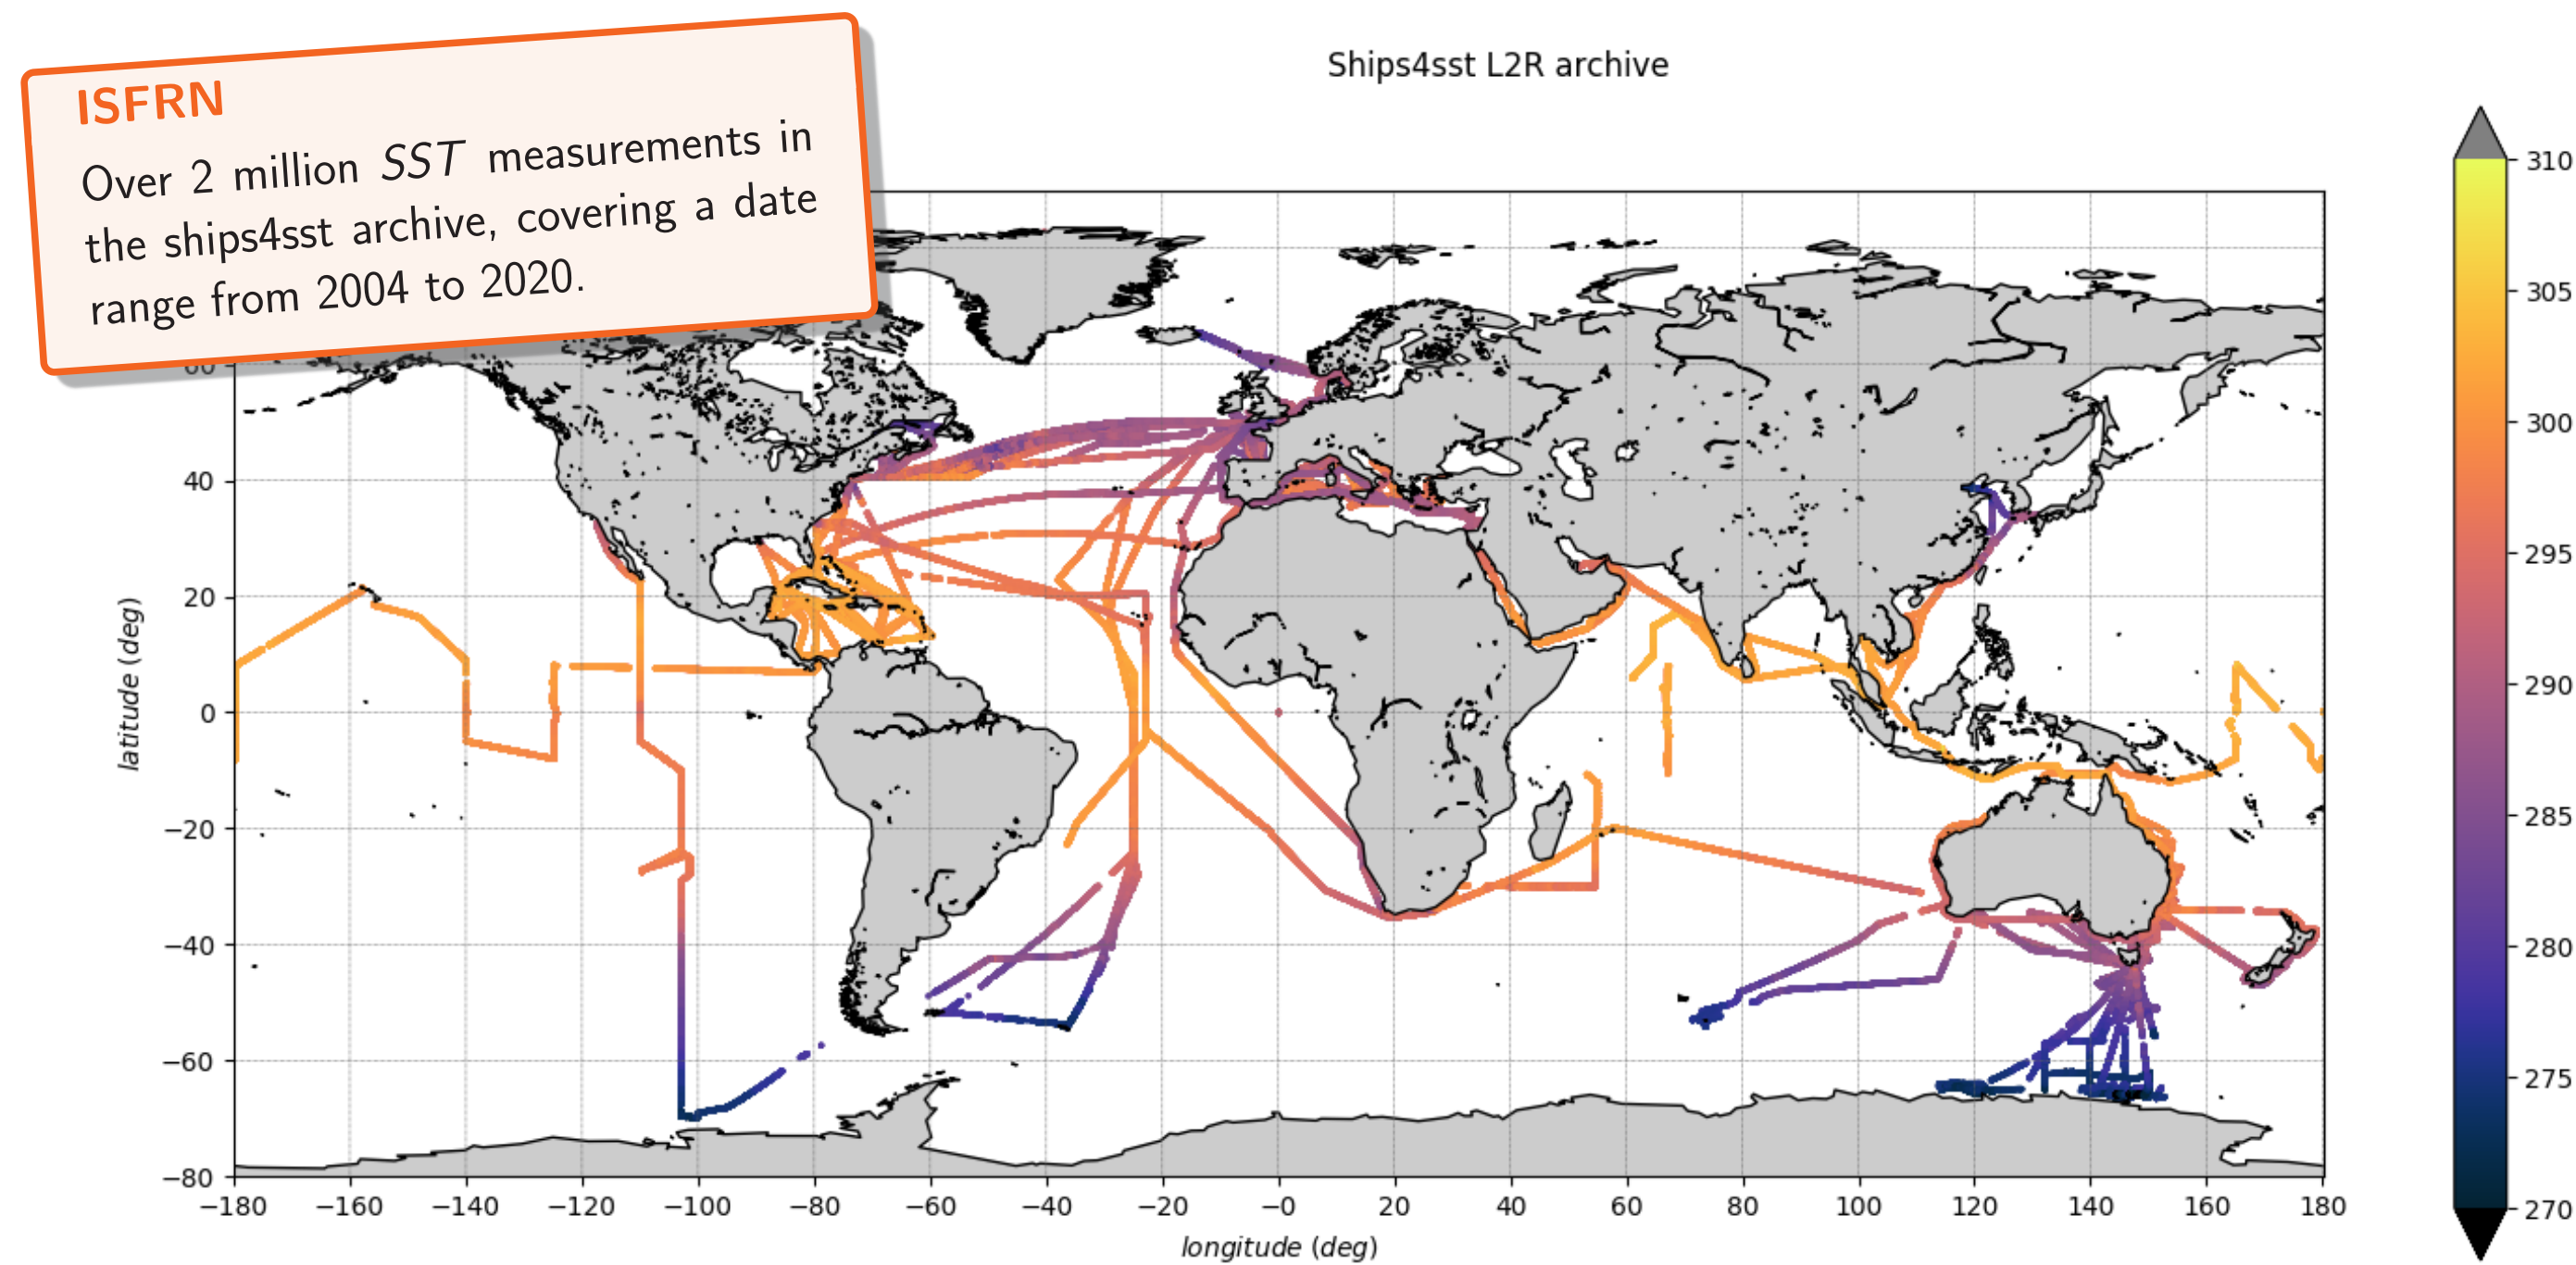 ISFRN
Over 2 million SST measurements in
the ships4sst archive, covering a date
range from 2004 to 2020.
Ships4sst L2R archive
310
305
300
295
290
285
280
275
270
40
20
0
−20
−40
−60
−80
latitude (deg)
−180 −160 −140 −120 −100 −80 −60 −40 −20 −0 20 40 60 80 100 120 140 160 180
longitude (deg)